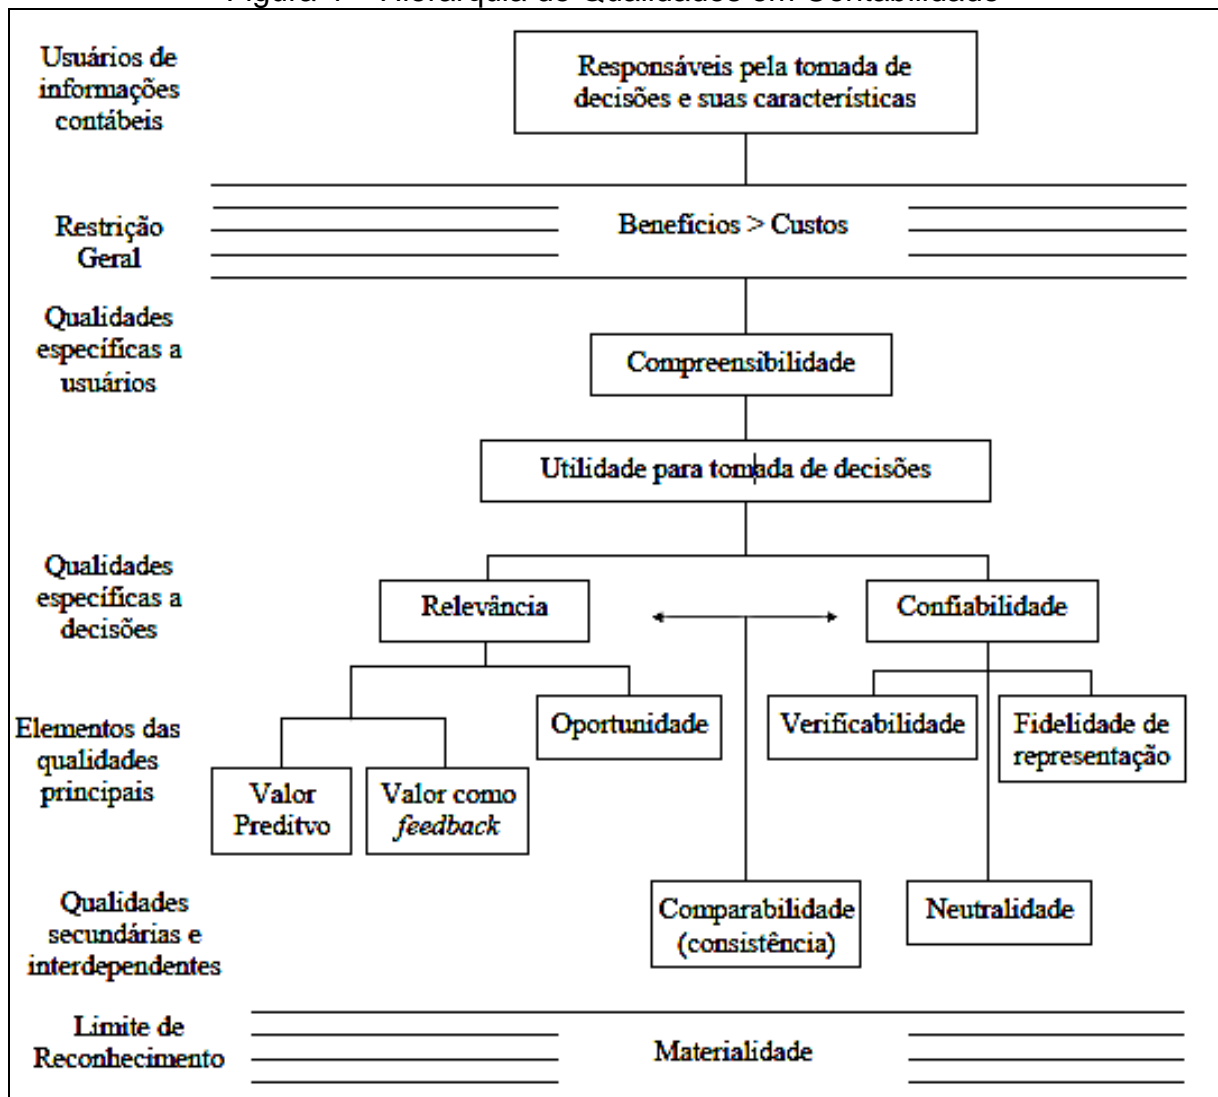 Usuários de
informações
contábeis
Responsáveis pela tomada de
decisões e suas características
Restrição
Geral
Benefícios > Custos
Qualidades
específicas a
usuários
Compreensibilidade
Utilidade para tomada de decisões
Qualidades
específicas a
decisões
Relevância
Confiabilidade
Elementos das
qualidades
principais
Oportunidade
Verificabilidade
Fidelidade de
representação
Valor
Preditvo
Valor como
feedback
Qualidades
secundárias e
interdependentes
Comparabilidade
(consistência)
Neutralidade
Limite de
Reconhecimento
Materialidade